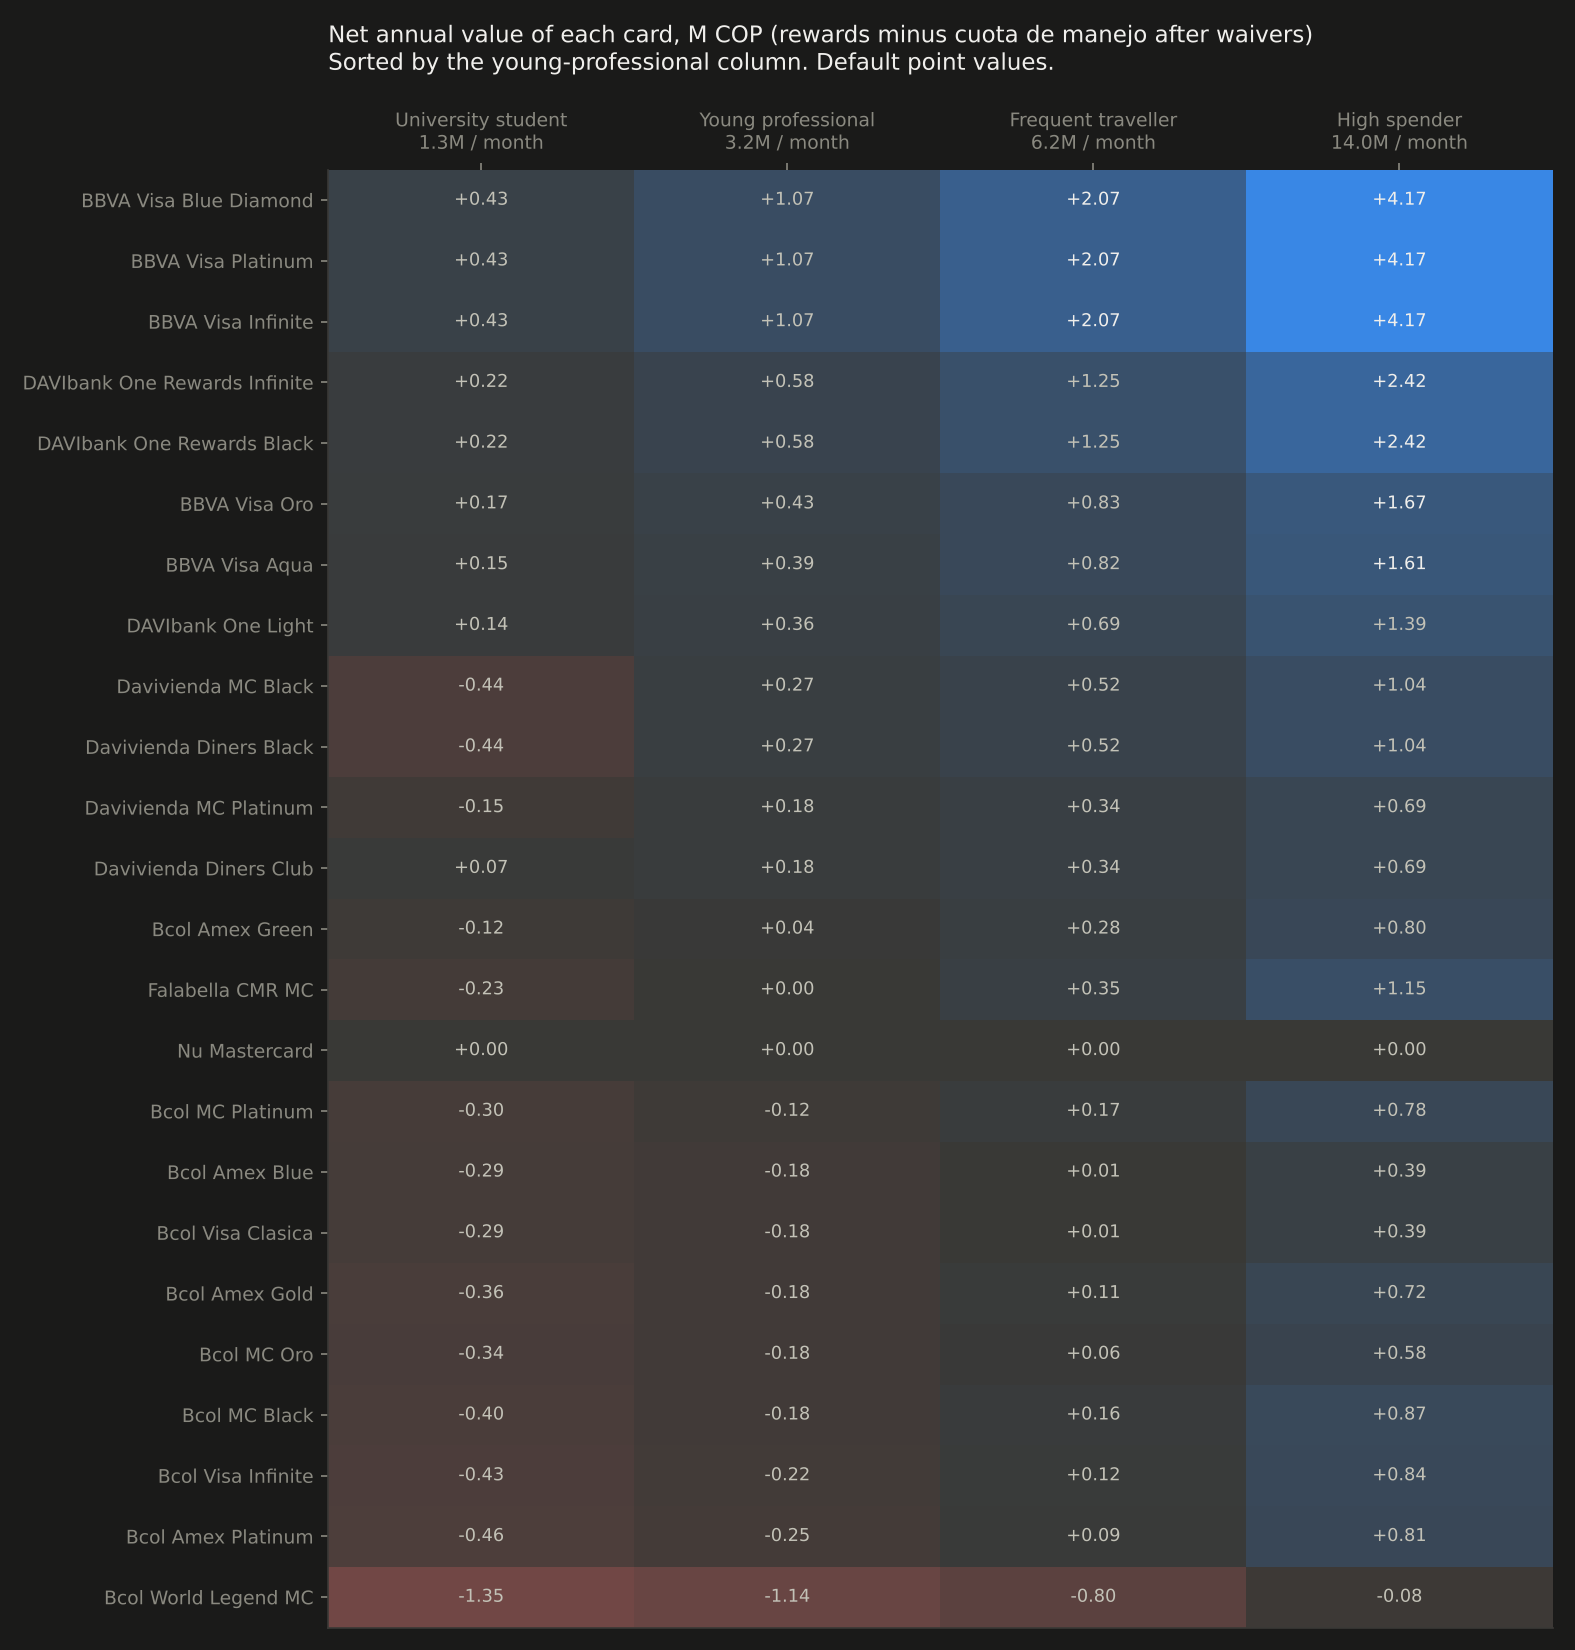 Net annual value of each card, M COP (rewards minus cuota de manejo after waivers)
Sorted by the young-professional column. Default point values.
University student Young professional Frequent traveller High spender
1.3M / month 3.2M / month 6.2M / month 14.0M / month
BBVA Visa Blue Diamond +0.43 +1.07 +2.07 +4.17
BBVA Visa Platinum +0.43 +1.07 +2.07 +4.17
BBVA Visa Infinite +0.43 +1.07 +2.07 +4.17
DAVIbank One Rewards Infinite +0.22 +0.58 +1.25 +2.42
DAVIbank One Rewards Black +0.22 +0.58 +1.25 +2.42
BBVA Visa Oro +0.17 +0.43 +0.83 +1.67
BBVA Visa Aqua +0.15 +0.39 +0.82 +1.61
DAVIbank One Light +0.14 +0.36 +0.69 +1.39
Davivienda MC Black -0.44 +0.27 +0.52 +1.04
Davivienda Diners Black -0.44 +0.27 +0.52 +1.04
Davivienda MC Platinum -0.15 +0.18 +0.34 +0.69
Davivienda Diners Club +0.07 +0.18 +0.34 +0.69
Bcol Amex Green -0.12 +0.04 +0.28 +0.80
Falabella CMR MC -0.23 +0.00 +0.35 +1.15
Nu Mastercard +0.00 +0.00 +0.00 +0.00
Bcol MC Platinum -0.30 -0.12 +0.17 +0.78
Bcol Amex Blue -0.29 -0.18 +0.01 +0.39
Bcol Visa Clasica -0.29 -0.18 +0.01 +0.39
Bcol Amex Gold -0.36 -0.18 +0.11 +0.72
Bcol MC Oro -0.34 -0.18 +0.06 +0.58
Bcol MC Black -0.40 -0.18 +0.16 +0.87
Bcol Visa Infinite -0.43 -0.22 +0.12 +0.84
Bcol Amex Platinum -0.46 -0.25 +0.09 +0.81
Bcol World Legend MC -1.35 -1.14 -0.80 -0.08